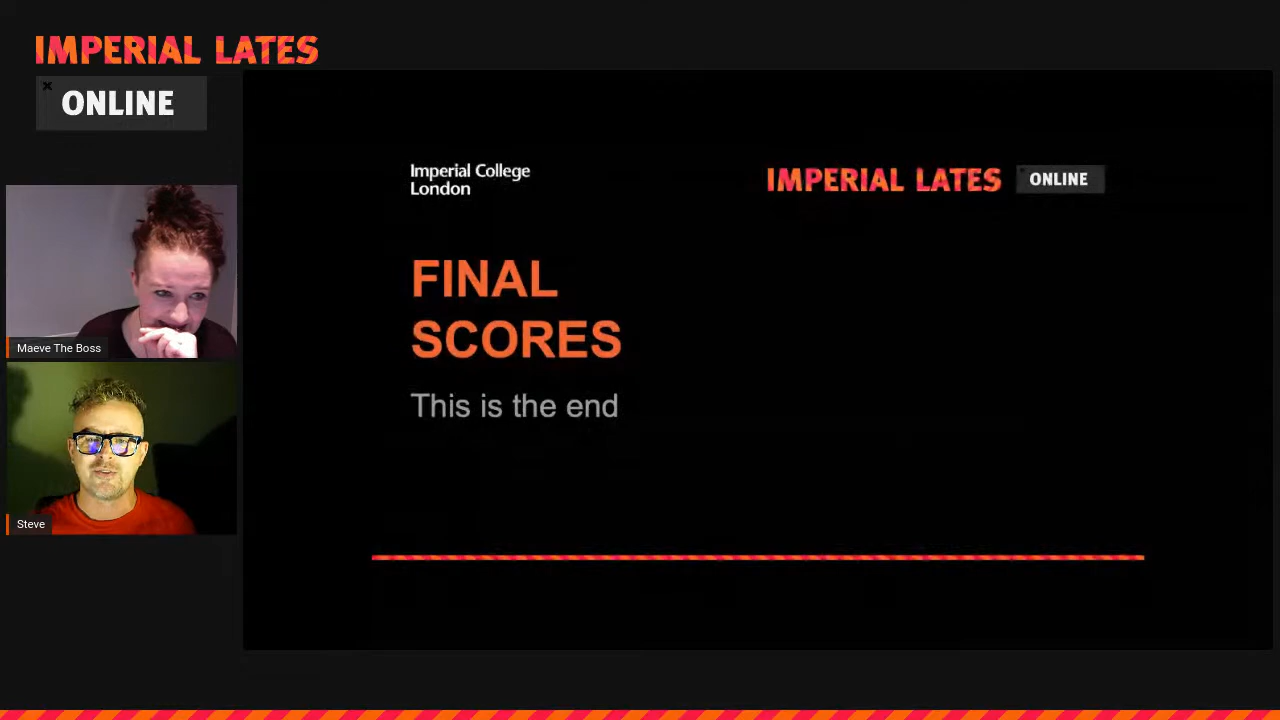 IMPERIAL LATES
ONLINE
Imperial College
London
IMPERIAL LATES ONLINE
FINAL
SCORES
This is the end
Maeve The Boss
Steve